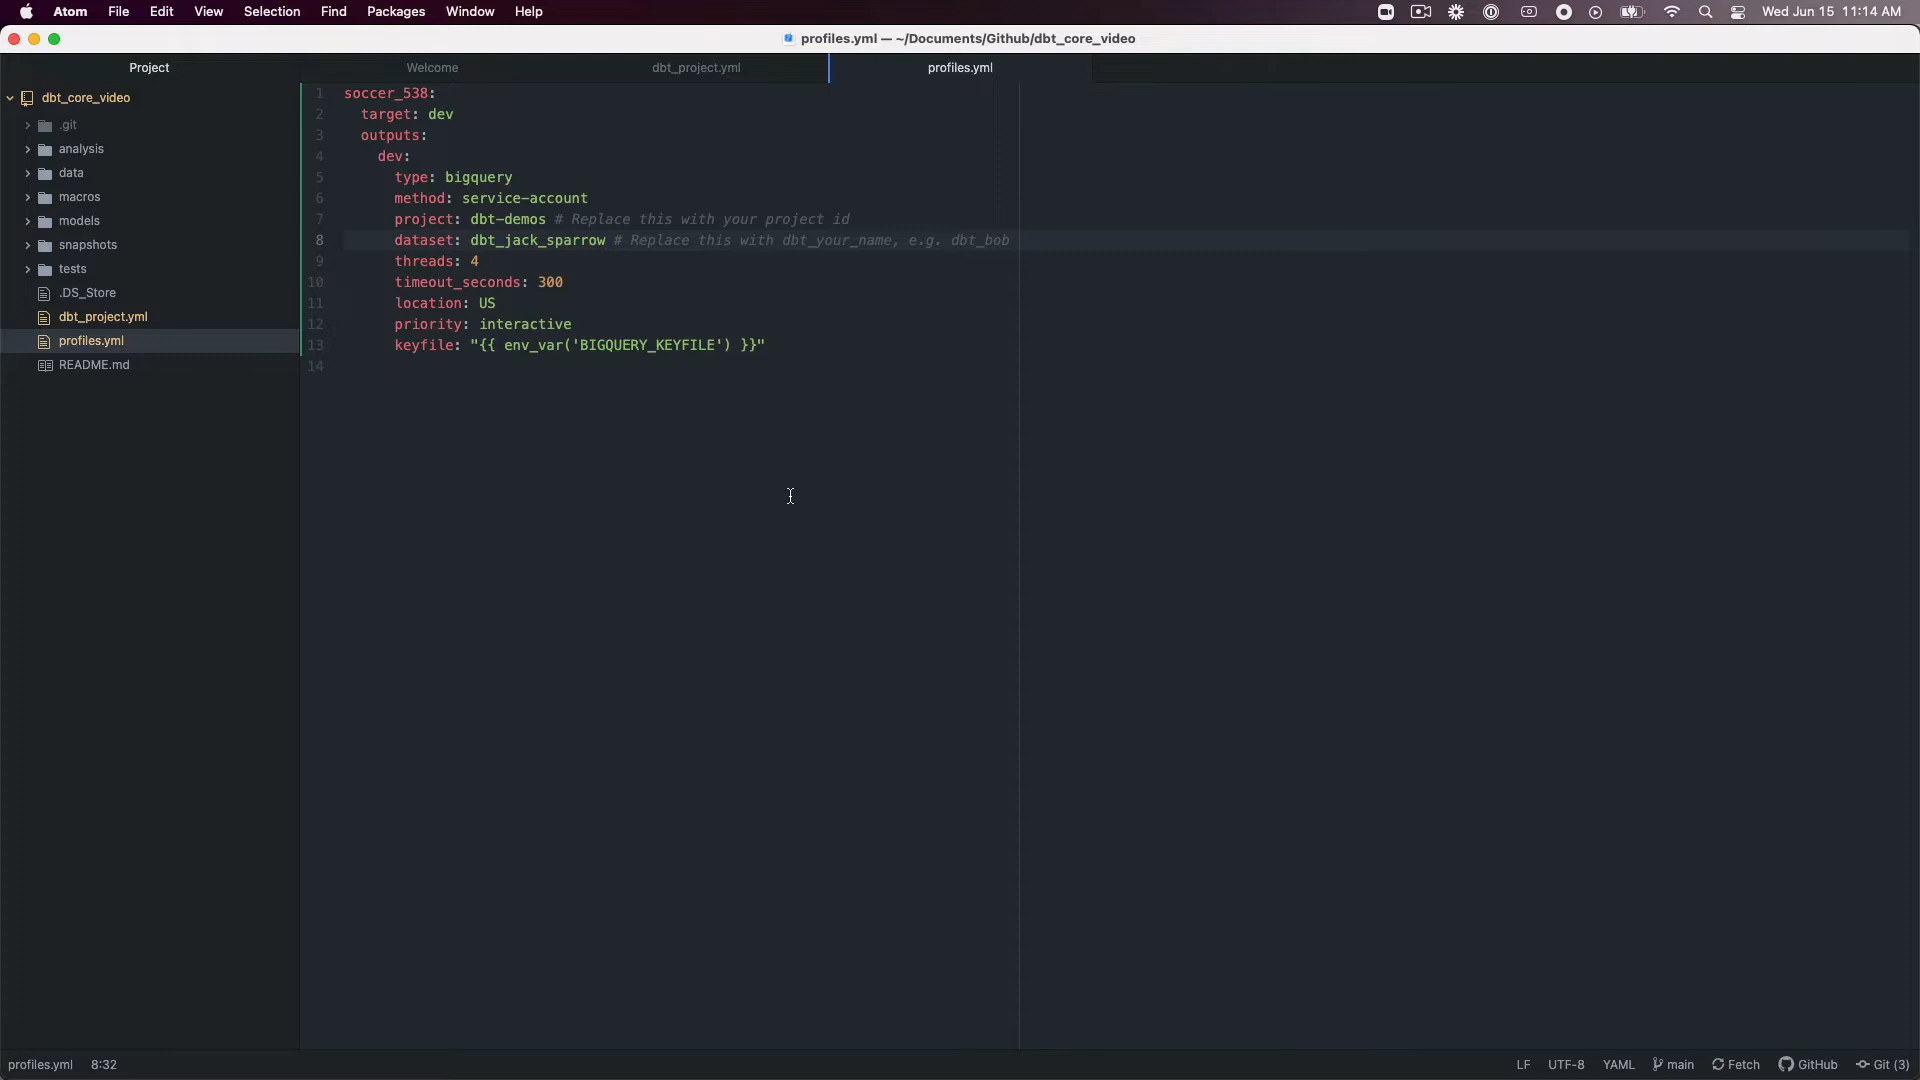 Atom File Edit View Selection Find Packages Window Help Wed Jun 15 11:14 AM
profiles.yml — ~/Documents/Github/dbt_core_video
Project Welcome dbt_project.yml profiles.yml
dbt_core_video
.git
analysis
data
macros
models
snapshots
tests
.DS_Store
dbt_project.yml
profiles.yml
README.md
1 soccer_538:
2 target: dev
3 outputs:
4 dev:
5 type: bigquery
6 method: service-account
7 project: dbt-demos # Replace this with your project id
8 dataset: dbt_jack_sparrow # Replace this with dbt_your_name, e.g. dbt_bob
9 threads: 4
10 timeout_seconds: 300
11 location: US
12 priority: interactive
13 keyfile: "{{ env_var('BIGQUERY_KEYFILE') }}"
14
profiles.yml 8:32 LF UTF-8 YAML main Fetch GitHub Git (3)